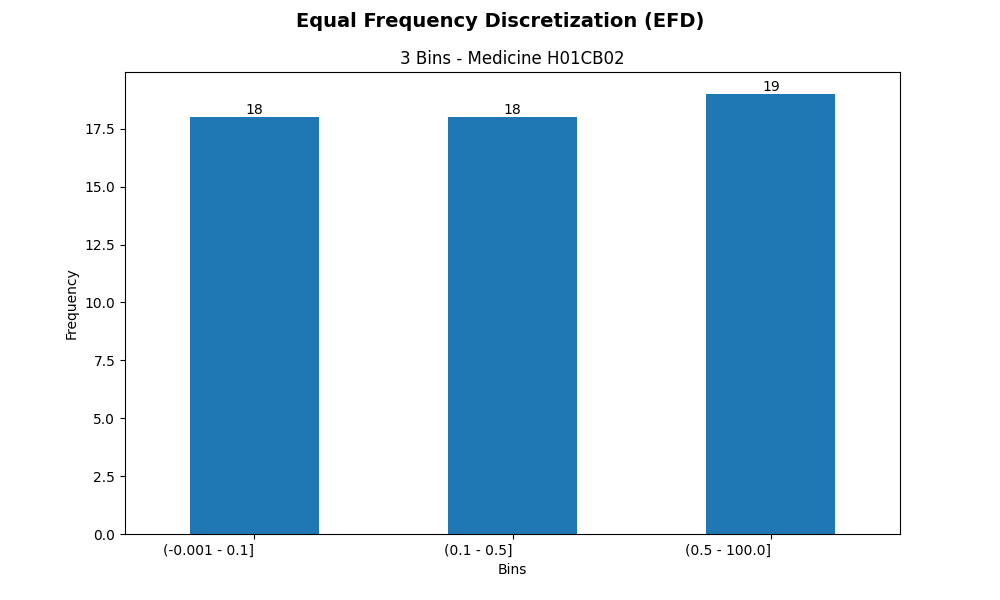 Equal Frequency Discretization (EFD)
3 Bins - Medicine H01CB02
18
18
19
17.5
15.0
12.5
10.0
7.5
5.0
2.5
0.0
Frequency
(-0.001 - 0.1]
(0.1 - 0.5]
(0.5 - 100.0]
Bins